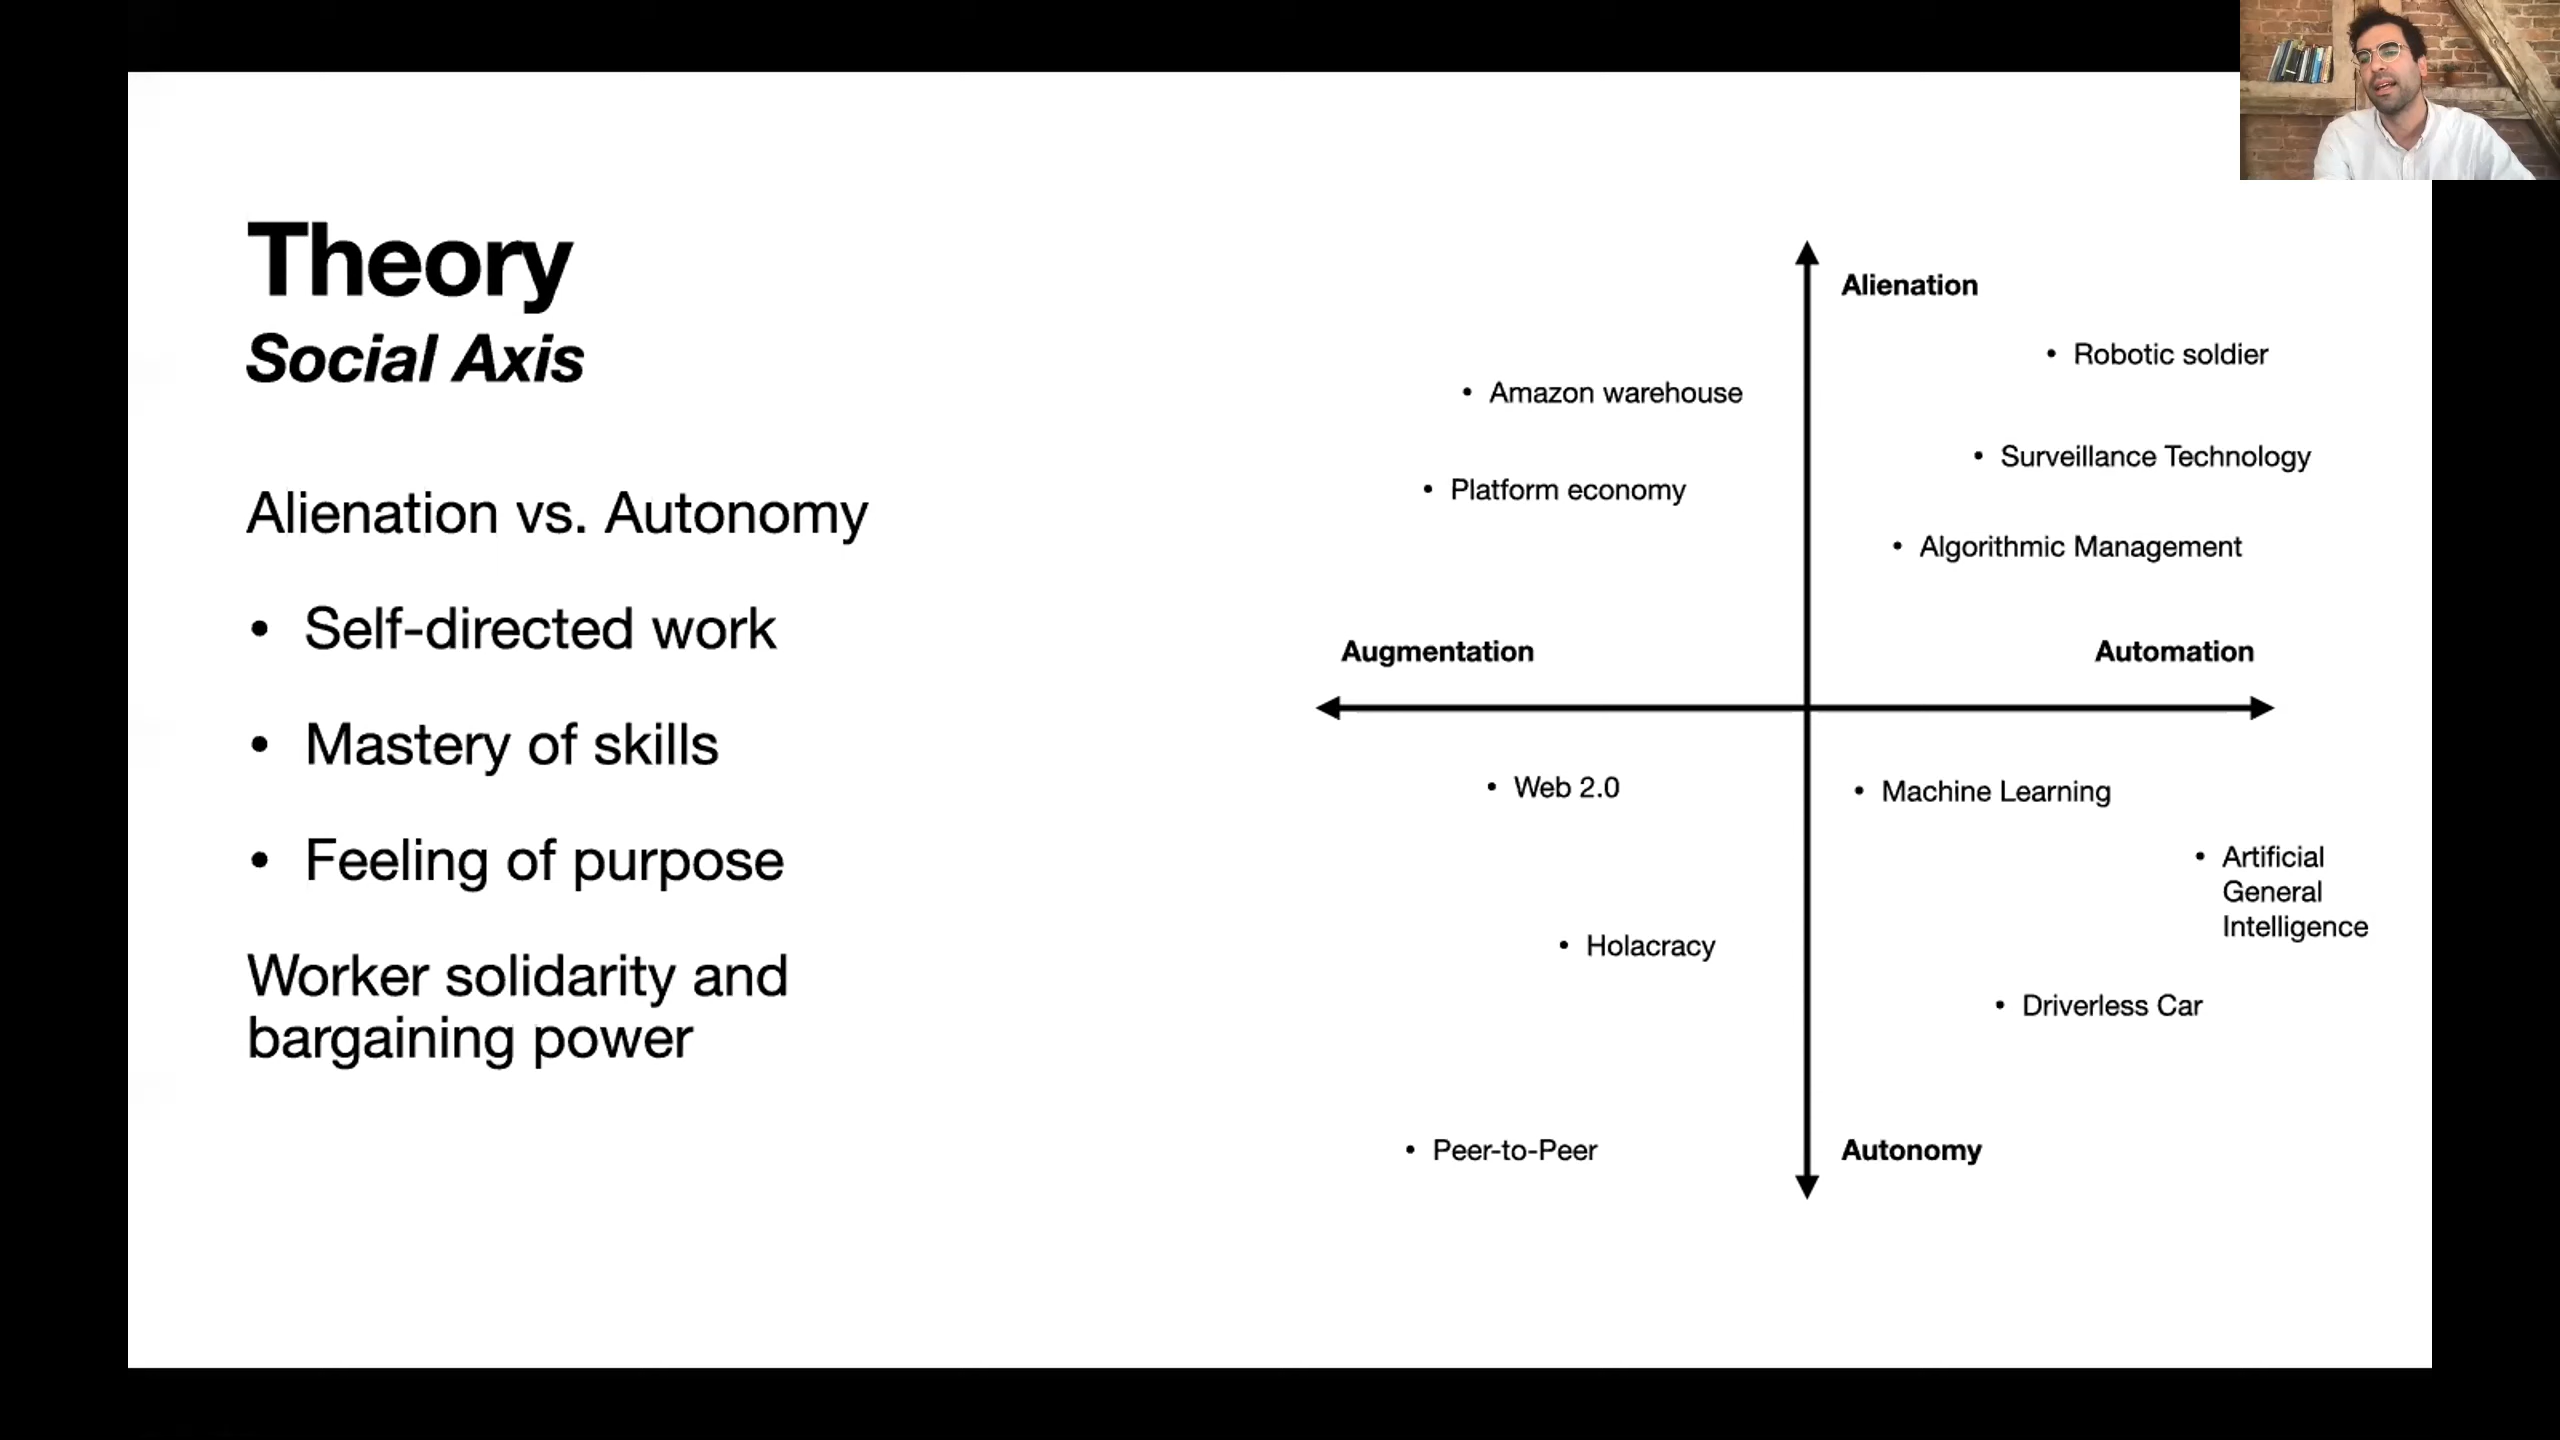 Theory
Social Axis
Alienation vs. Autonomy
• Self-directed work
• Mastery of skills
• Feeling of purpose
Worker solidarity and
bargaining power
Alienation
• Robotic soldier
• Amazon warehouse
• Surveillance Technology
• Platform economy
• Algorithmic Management
Augmentation
Automation
• Web 2.0
• Machine Learning
• Artificial
General
Intelligence
• Holacracy
• Driverless Car
• Peer-to-Peer
Autonomy